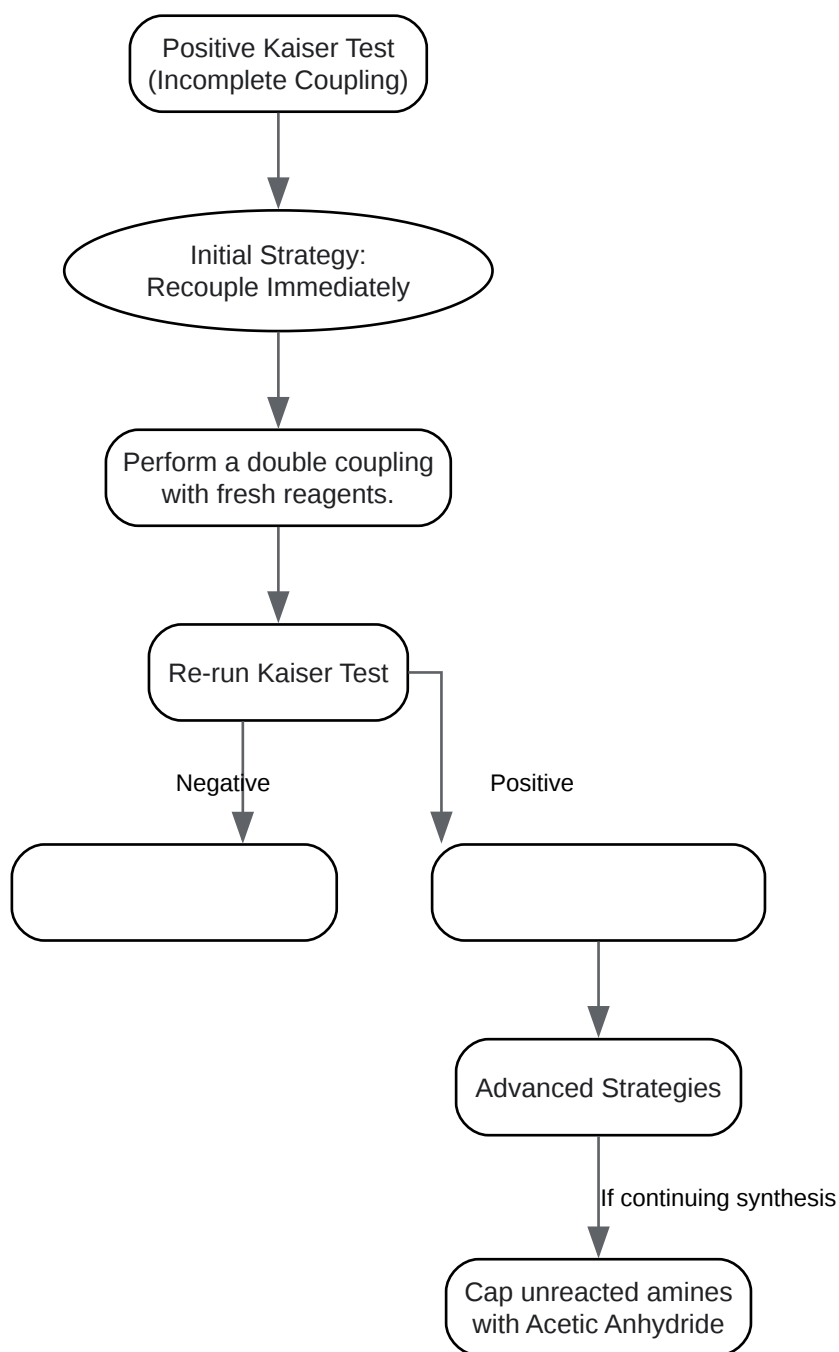 Positive Kaiser Test
(Incomplete Coupling)
Initial Strategy:
Recouple Immediately
Perform a double coupling
with fresh reagents.
Re-run Kaiser Test
Negative
Positive
Advanced Strategies
If continuing synthesis
Cap unreacted amines
with Acetic Anhydride